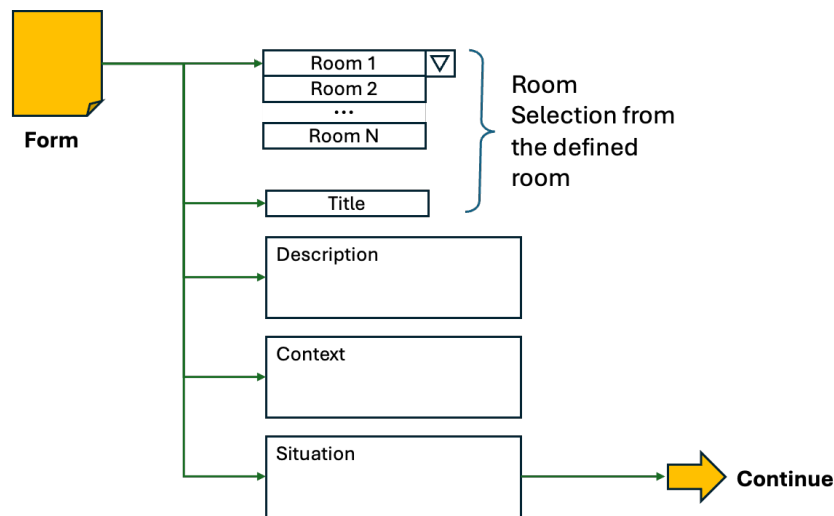 Form
Room 1
Room 2
...
Room N
Room
Selection from
the defined
room
Title
Description
Context
Situation
Continue